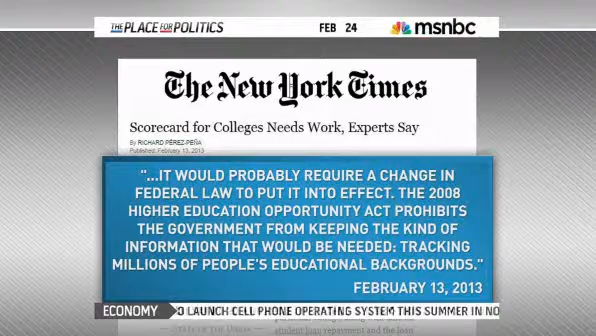 THE PLACE FOR POLITICS FEB 24 msnbc
The New York Times
Scorecard for Colleges Needs Work, Experts Say
By RICHARD PÉREZ-PEÑA
Published: February 13, 2013
"...IT WOULD PROBABLY REQUIRE A CHANGE IN
FEDERAL LAW TO PUT IT INTO EFFECT. THE 2008
HIGHER EDUCATION OPPORTUNITY ACT PROHIBITS
THE GOVERNMENT FROM KEEPING THE KIND OF
INFORMATION THAT WOULD BE NEEDED: TRACKING
MILLIONS OF PEOPLE'S EDUCATIONAL BACKGROUNDS."
FEBRUARY 13, 2013
ECONOMY O LAUNCH CELL PHONE OPERATING SYSTEM THIS SUMMER IN NO
student loan repayment and the loan